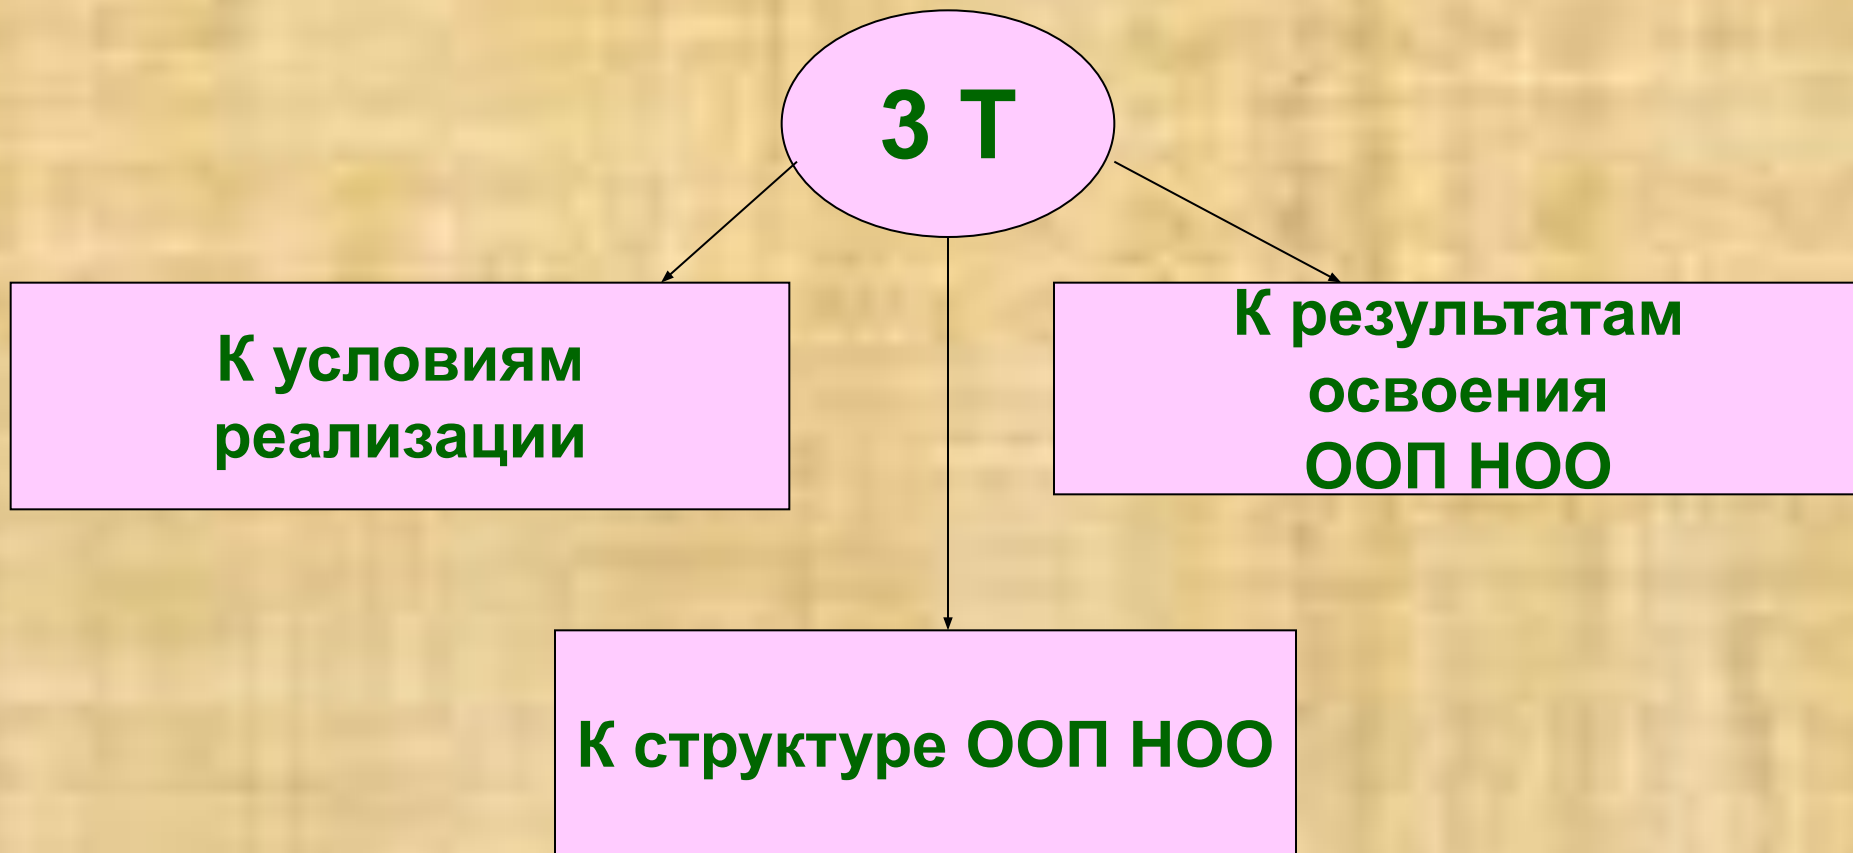 3 Т
К условиям
реализации
К результатам
освоения
ООП НОО
К структуре ООП НОО